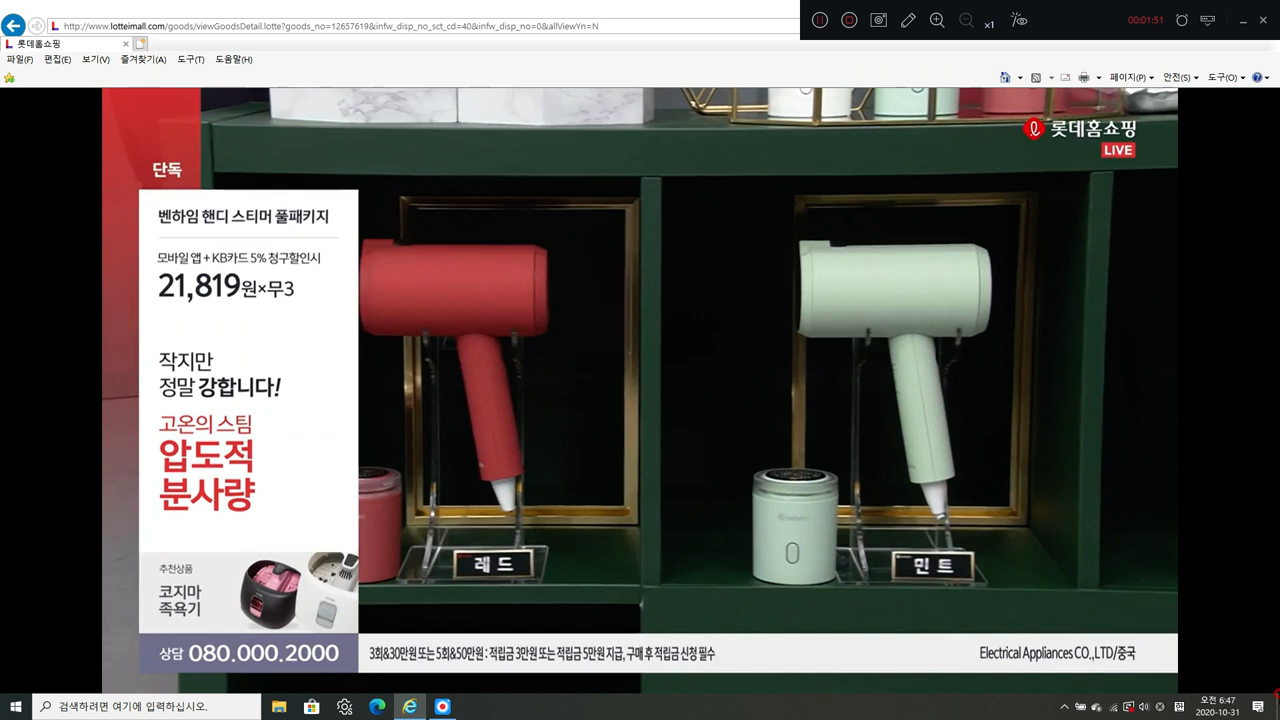 http://www.lotteimall.com/goods/viewGoodsDetail.lotte?goods_no=12657619&infw_disp_no_sct_cd=40&infw_disp_no=0&allViewYn=N
x1
00:01:51
롯데홈쇼핑
파일(F) 편집(E) 보기(V) 즐겨찾기(A) 도구(T) 도움말(H)
페이지(P) 안전(S) 도구(O)
롯데홈쇼핑
LIVE
단독
벤하임 핸디 스티머 풀패키지
모바일 앱 + KB카드 5% 청구할인시
21,819원×무3
작지만
정말 강합니다!
고온의 스팀
압도적
분사량
레드
민트
추천상품
코지마
족욕기
상담 080.000.2000
3회&30만원 또는 5회&50만원 : 적립금 3만원 또는 적립금 5만원 지급, 구매 후 적립금 신청 필수
Electrical Appliances CO.,LTD/중국
검색하려면 여기에 입력하십시오.
오전 6:47
2020-10-31